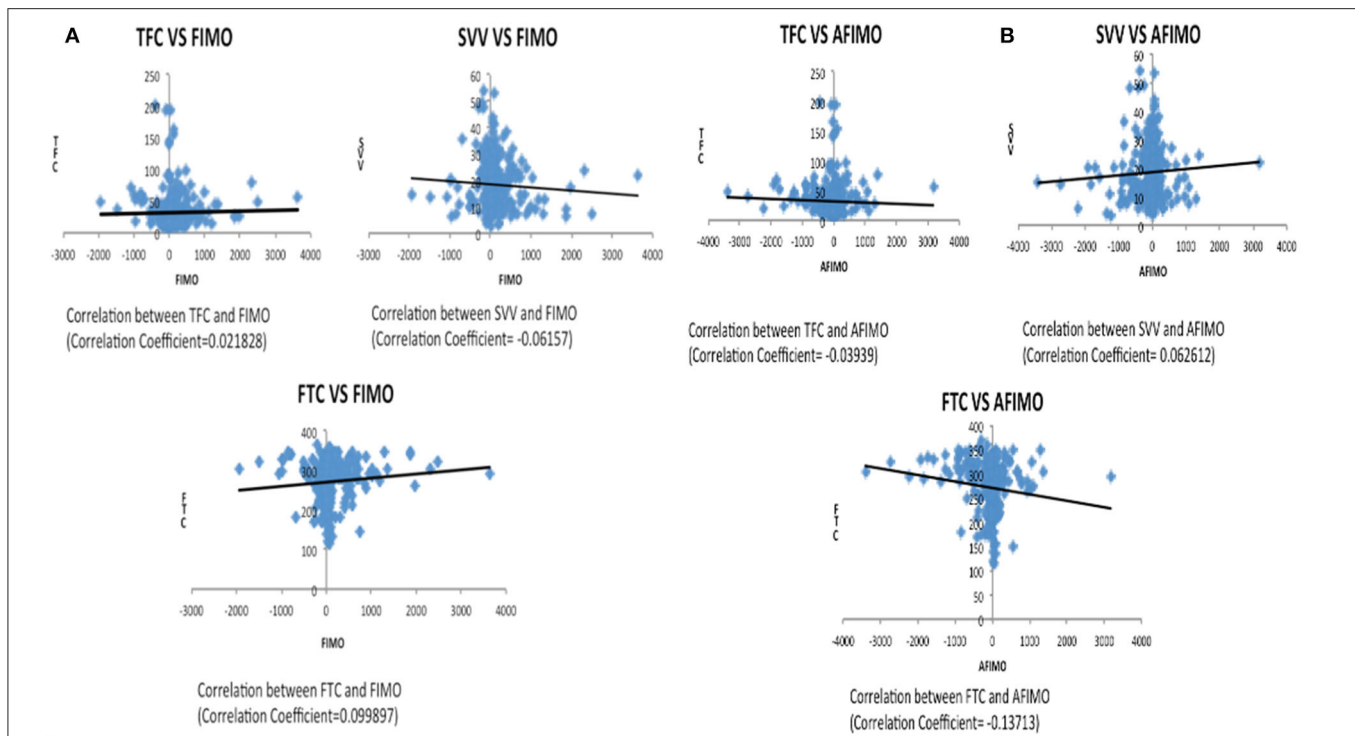 A
TFC VS FIMO
250
200
150
100
50
0
-3000 -2000 -1000 0 1000 2000 3000 4000
TFC
FIMO
Correlation between TFC and FIMO
(Correlation Coefficient=0.021828)
SVV VS FIMO
60
50
40
30
20
10
0
-3000 -2000 -1000 0 1000 2000 3000 4000
SVV
FIMO
Correlation between SVV and FIMO
(Correlation Coefficient= -0.06157)
FTC VS FIMO
400
300
200
100
0
-3000 -2000 -1000 0 1000 2000 3000 4000
FTC
FIMO
Correlation between FTC and FIMO
(Correlation Coefficient=0.099897)
TFC VS AFIMO
250
200
150
100
50
0
-4000 -3000 -2000 -1000 0 1000 2000 3000 4000
TFC
AFIMO
Correlation between TFC and AFIMO
(Correlation Coefficient= -0.03939)
B
SVV VS AFIMO
60
50
40
30
20
10
0
-4000 -3000 -2000 -1000 0 1000 2000 3000 4000
SVV
AFIMO
Correlation between SVV and AFIMO
(Correlation Coefficient= 0.062612)
FTC VS AFIMO
400
350
300
250
200
150
100
50
0
-4000 -3000 -2000 -1000 0 1000 2000 3000 4000
FTC
AFIMO
Correlation between FTC and AFIMO
(Correlation Coefficient= -0.13713)